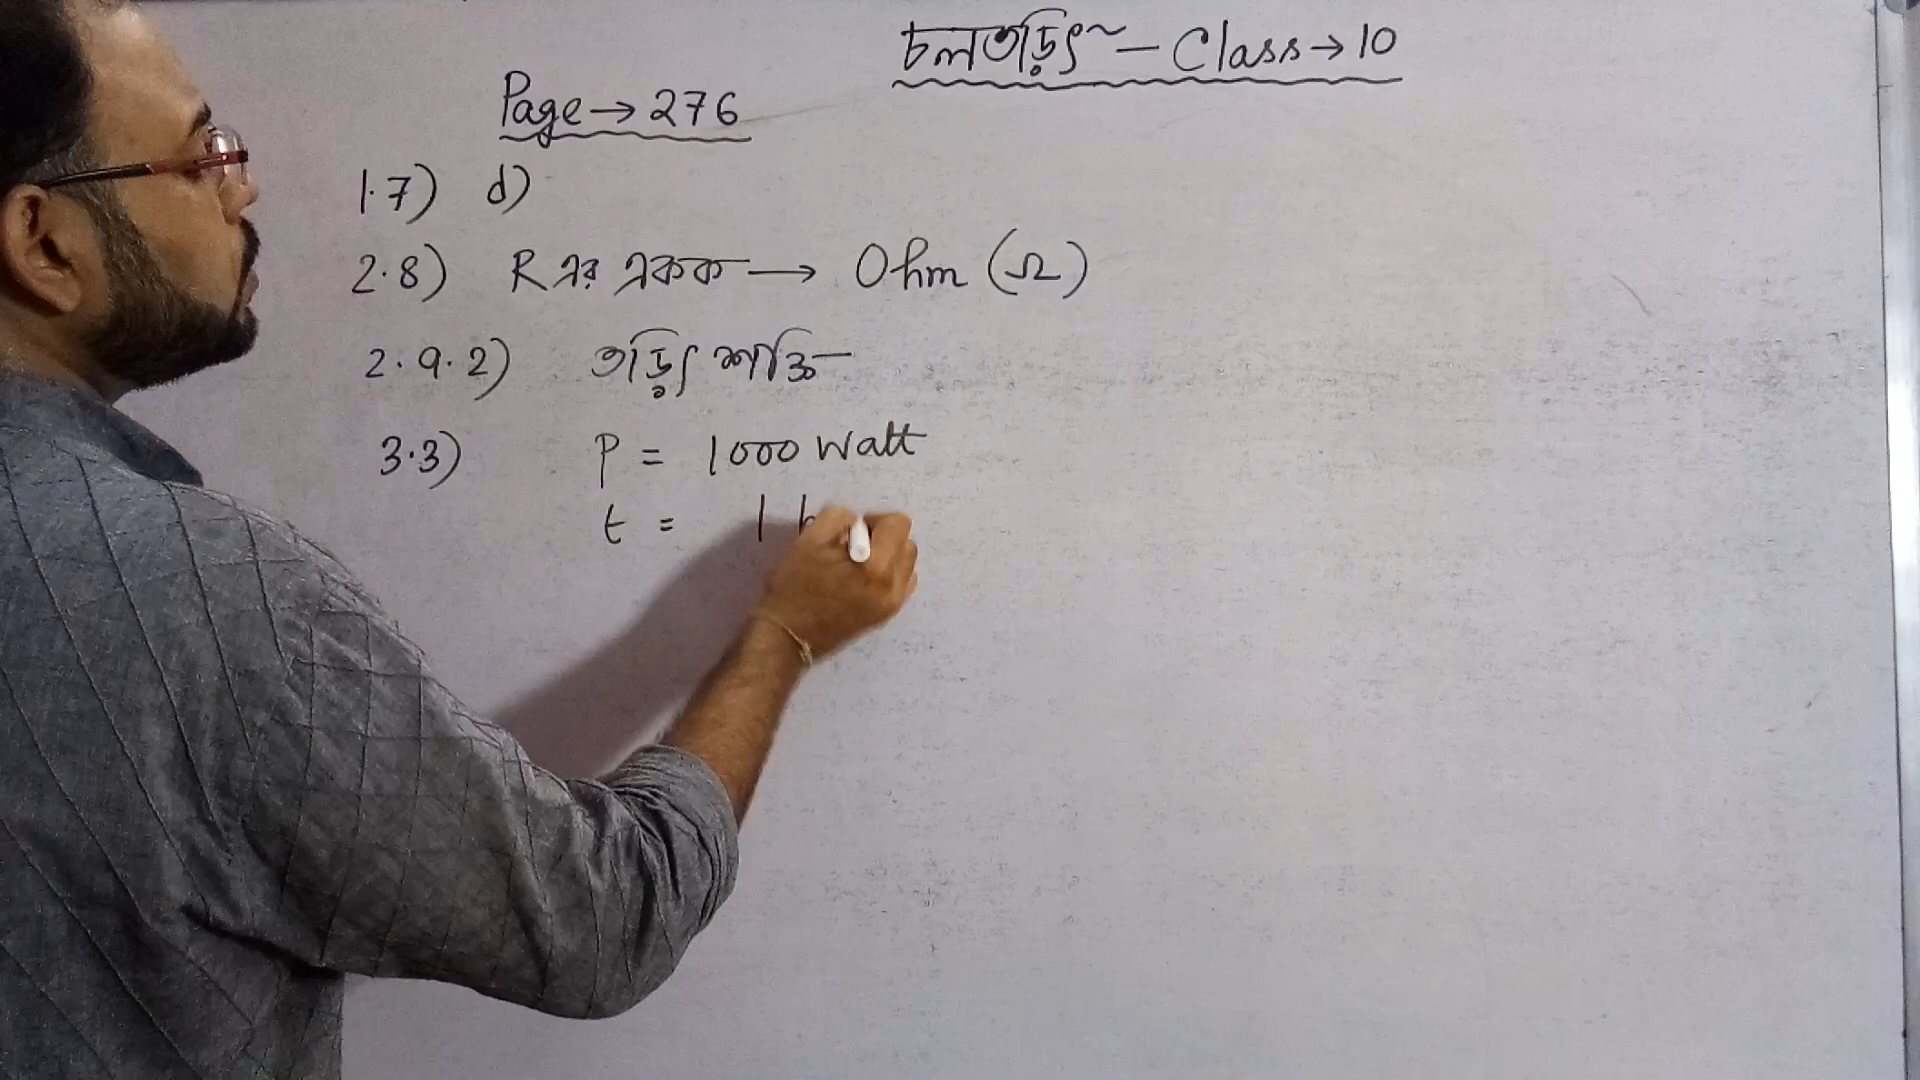 চলতড়িৎ — Class → 10
Page → 276
1.7) d)
2.8) R এর একক → Ohm (Ω)
2.9.2) তড়িৎ শক্তি
3.3) P = 1000 Watt
t = 1 h